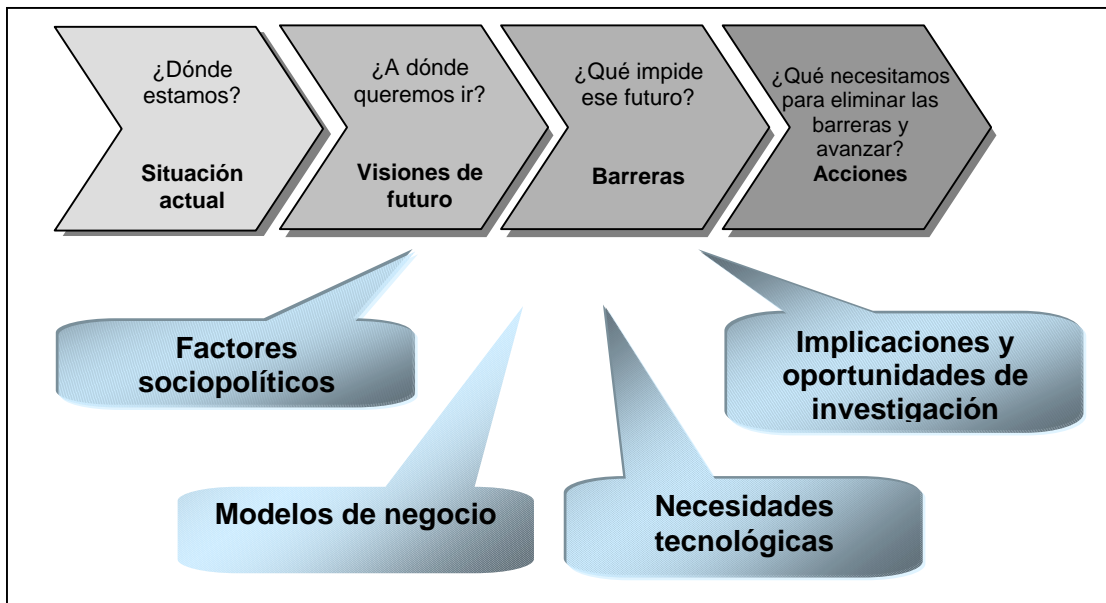 ¿Dónde
estamos?
Situación
actual
¿A dónde
queremos ir?
Visiones de
futuro
¿Qué impide
ese futuro?
Barreras
¿Qué necesitamos
para eliminar las
barreras y
avanzar?
Acciones
Factores
sociopolíticos
Implicaciones y
oportunidades de
investigación
Modelos de negocio
Necesidades
tecnológicas